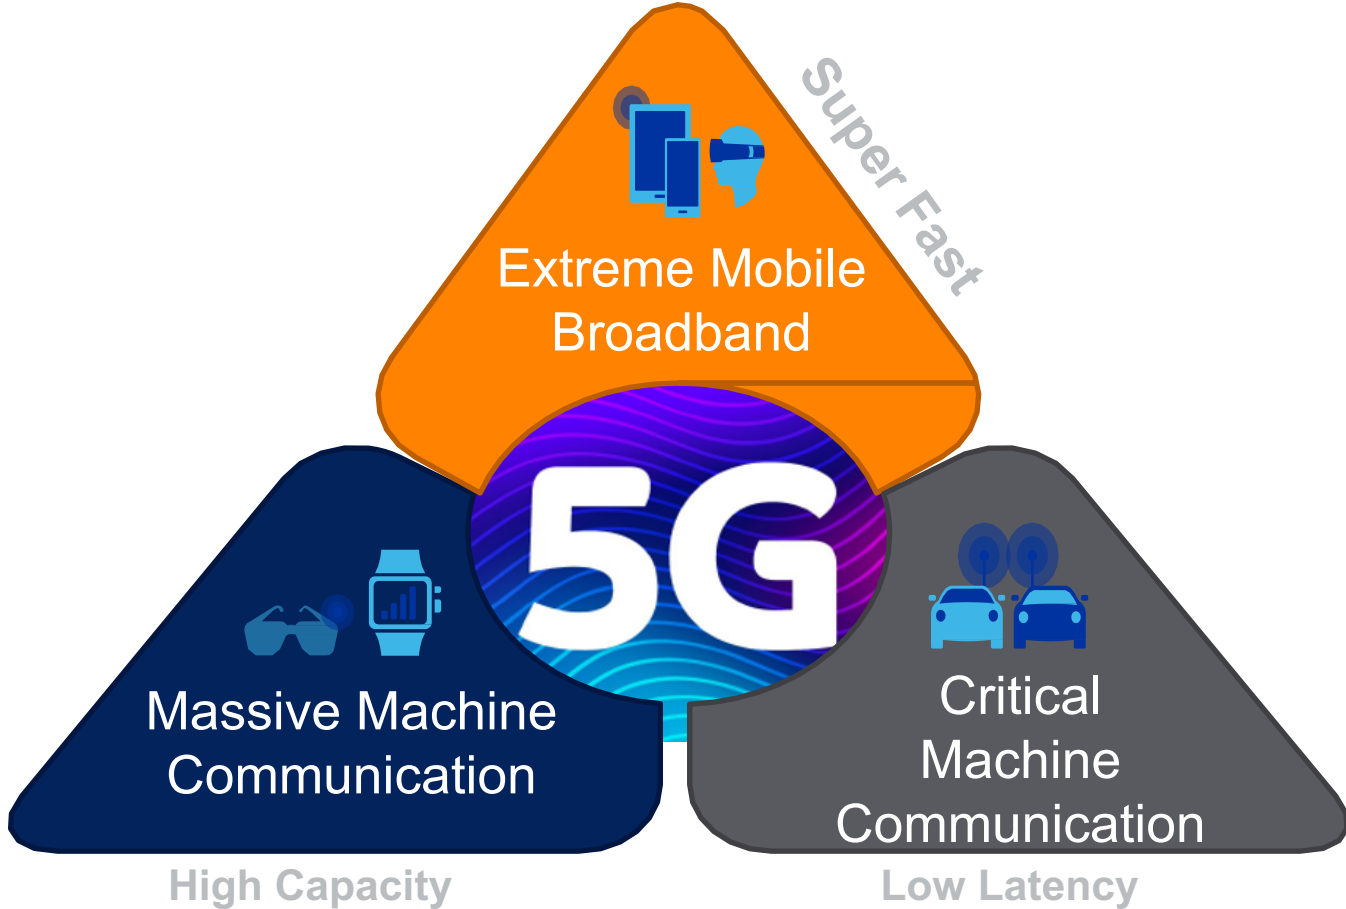 Super Fast
Extreme Mobile
Broadband
5G
Massive Machine
Communication
Critical
Machine
Communication
High Capacity
Low Latency